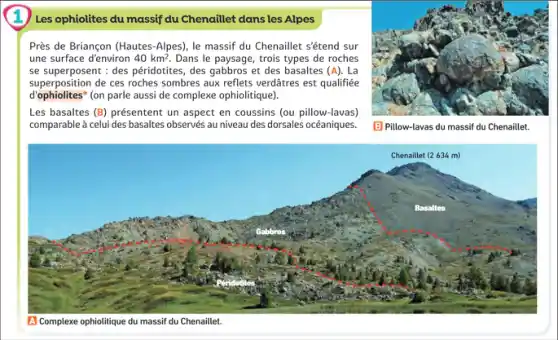 1 Les ophiolites du massif du Chenaillet dans les Alpes
Près de Briançon (Hautes-Alpes), le massif du Chenaillet s'étend sur
une surface d'environ 40 km². Dans le paysage, trois types de roches
se superposent : des péridotites, des gabbros et des basaltes (A). La
superposition de ces roches sombres aux reflets verdâtres est qualifiée
d'ophiolites* (on parle aussi de complexe ophiolitique).
Les basaltes (B) présentent un aspect en coussins (ou pillow-lavas)
comparable à celui des basaltes observés au niveau des dorsales océaniques.
B Pillow-lavas du massif du Chenaillet.
Chenaillet (2 634 m)
Basaltes
Gabbros
Péridotites
A Complexe ophiolitique du massif du Chenaillet.